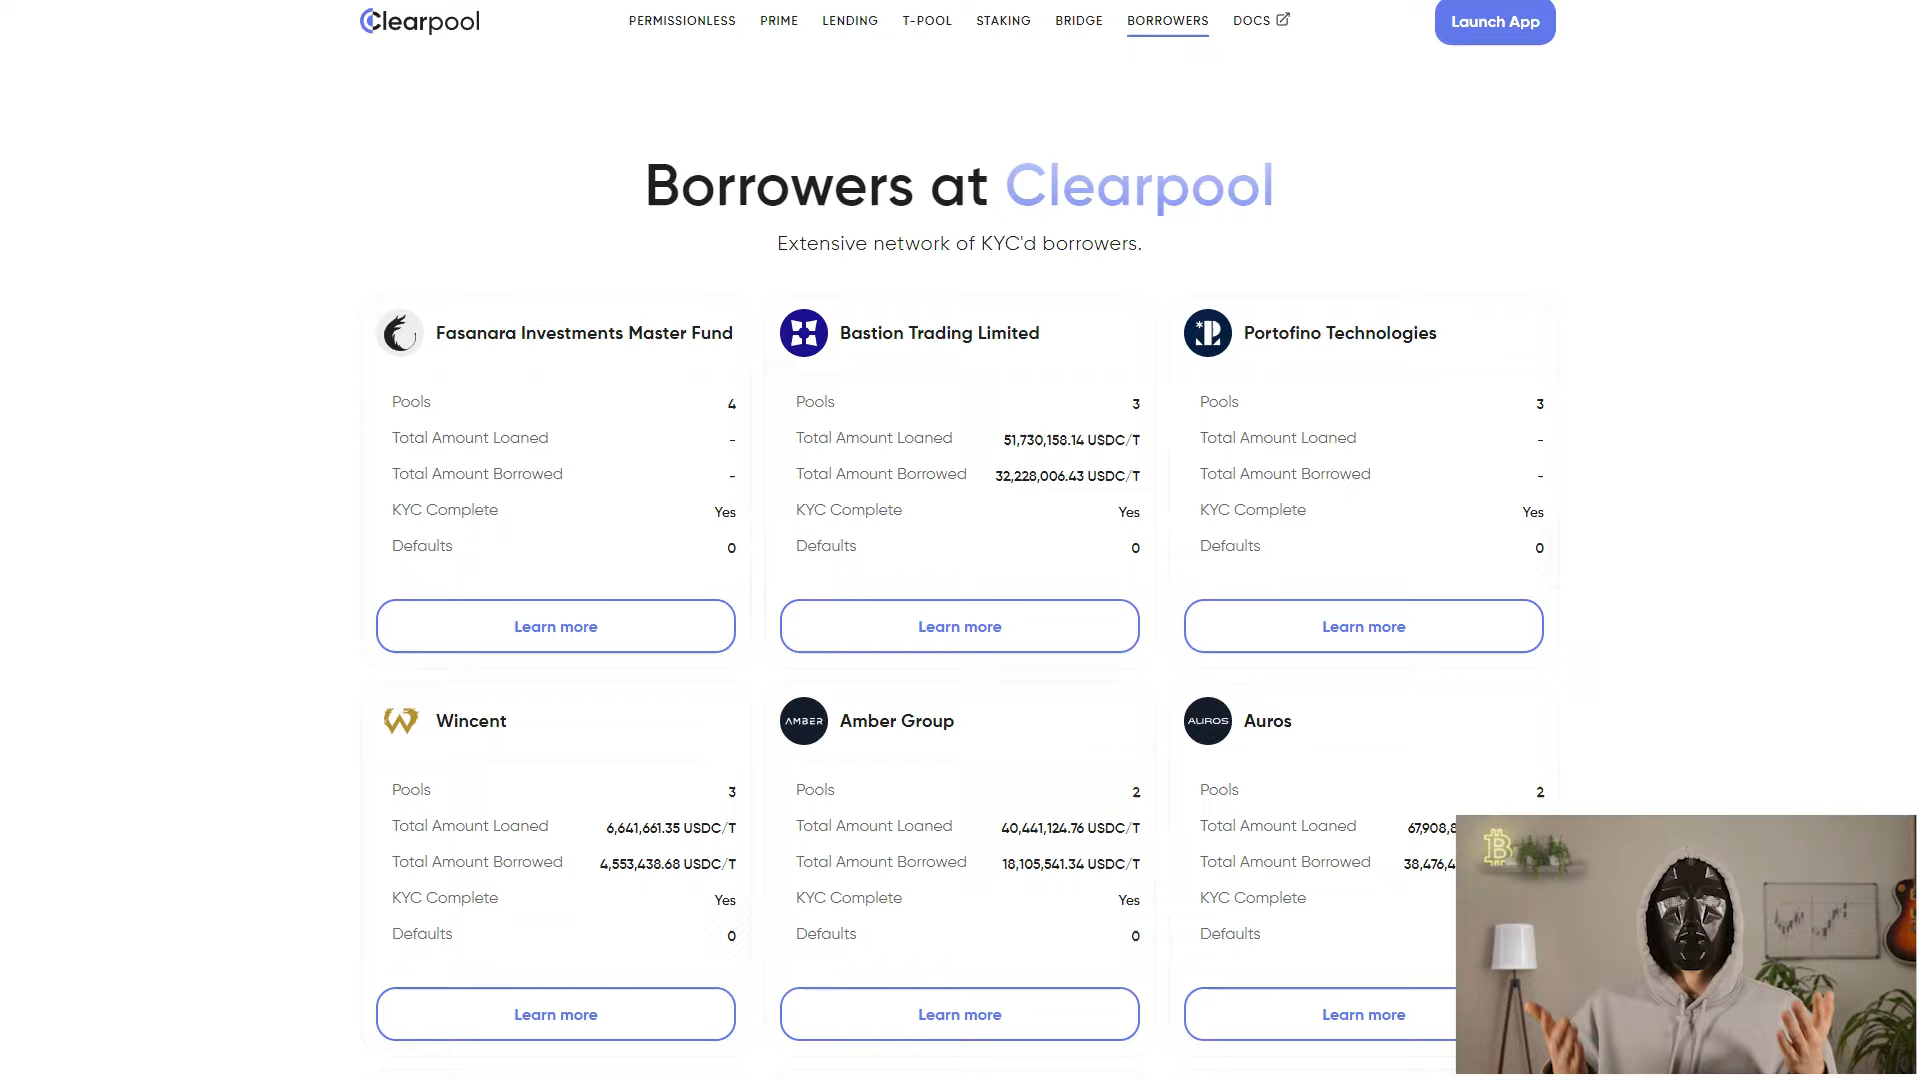 Clearpool
PERMISSIONLESS PRIME LENDING T-POOL STAKING BRIDGE BORROWERS DOCS
Launch App
Borrowers at Clearpool
Extensive network of KYC'd borrowers.
Fasanara Investments Master Fund
Pools 4
Total Amount Loaned -
Total Amount Borrowed -
KYC Complete Yes
Defaults 0
Learn more
Bastion Trading Limited
Pools 3
Total Amount Loaned 51,730,158.14 USDC/T
Total Amount Borrowed 32,228,006.43 USDC/T
KYC Complete Yes
Defaults 0
Learn more
Portofino Technologies
Pools 3
Total Amount Loaned -
Total Amount Borrowed -
KYC Complete Yes
Defaults 0
Learn more
Wincent
Pools 3
Total Amount Loaned 6,641,661.35 USDC/T
Total Amount Borrowed 4,553,438.68 USDC/T
KYC Complete Yes
Defaults 0
Learn more
AMBER
Amber Group
Pools 2
Total Amount Loaned 40,441,124.76 USDC/T
Total Amount Borrowed 18,105,541.34 USDC/T
KYC Complete Yes
Defaults 0
Learn more
AUROS
Auros
Pools 2
Total Amount Loaned 67,908,8
Total Amount Borrowed 38,476,4
KYC Complete
Defaults
Learn more